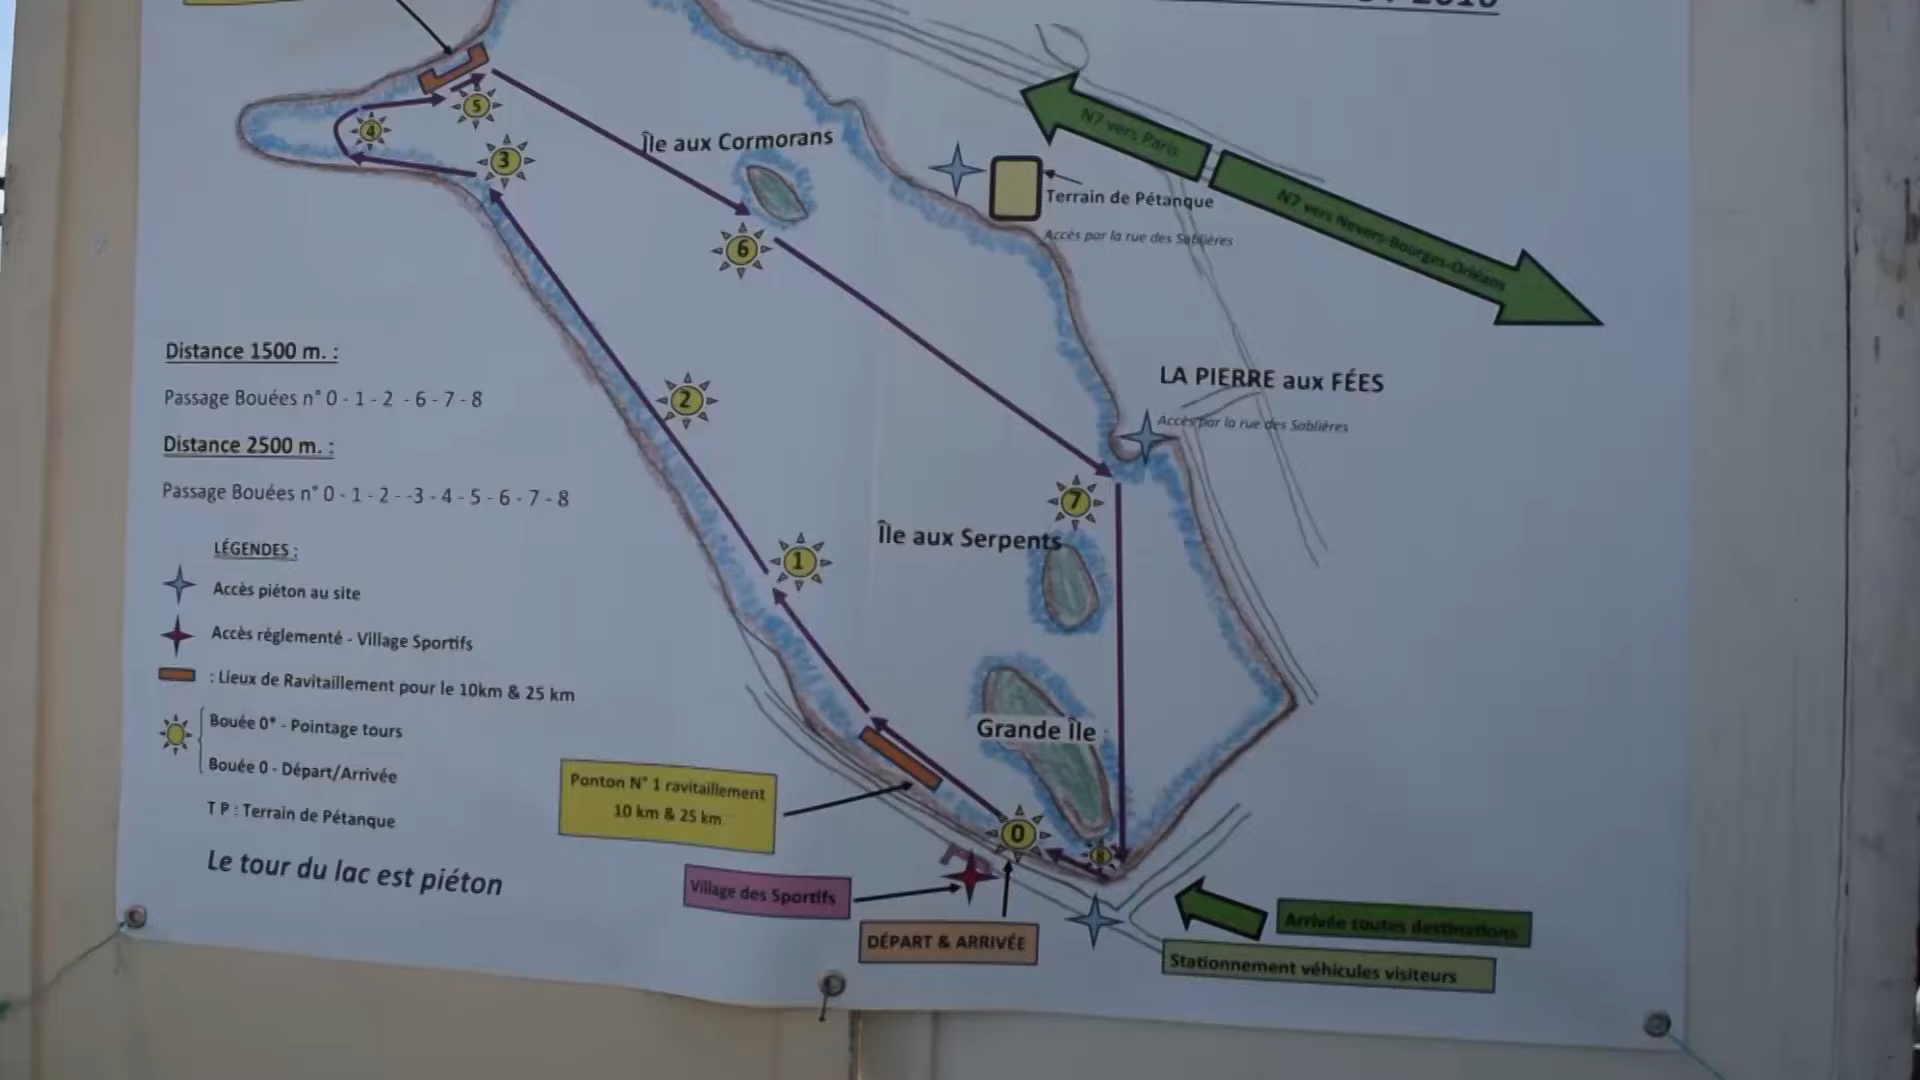 2016
5
4
3
Île aux Cormorans
6
N7 vers Paris
N7 vers Nevers-Bourges-Orléans
Terrain de Pétanque
Accès par la rue des Sablières
Distance 1500 m. :
Passage Bouées n° 0 - 1 - 2 - 6 - 7 - 8
Distance 2500 m. :
Passage Bouées n° 0 - 1 - 2 - -3 - 4 - 5 - 6 - 7 - 8
2
LA PIERRE aux FÉES
Accès par la rue des Sablières
7
Île aux Serpents
1
LÉGENDES :
Accès piéton au site
Accès réglementé - Village Sportifs
: Lieux de Ravitaillement pour le 10km & 25 km
Bouée 0* - Pointage tours
Bouée 0 - Départ/Arrivée
T P : Terrain de Pétanque
Le tour du lac est piéton
Grande Île
Ponton N° 1 ravitaillement
10 km & 25 km
0
8
Village des Sportifs
DÉPART & ARRIVÉE
Arrivée toutes destinations
Stationnement véhicules visiteurs